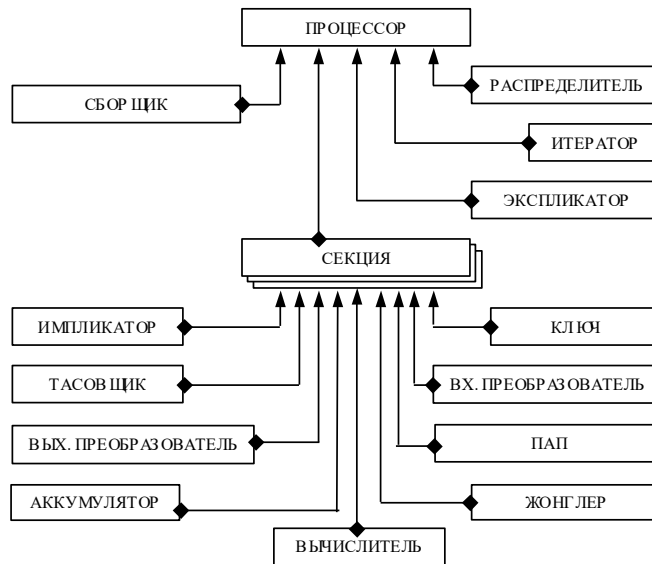 ПРОЦЕССОР
РАСПРЕДЕЛИТЕЛЬ
СБОРЩИК
ИТЕРАТОР
ЭКСПЛИКАТОР
СЕКЦИЯ
ИМПЛИКАТОР
КЛЮЧ
ТАСОВЩИК
ВХ. ПРЕОБРАЗОВАТЕЛЬ
ВЫХ. ПРЕОБРАЗОВАТЕЛЬ
ПАП
АККУМУЛЯТОР
ЖОНГЛЕР
ВЫЧИСЛИТЕЛЬ